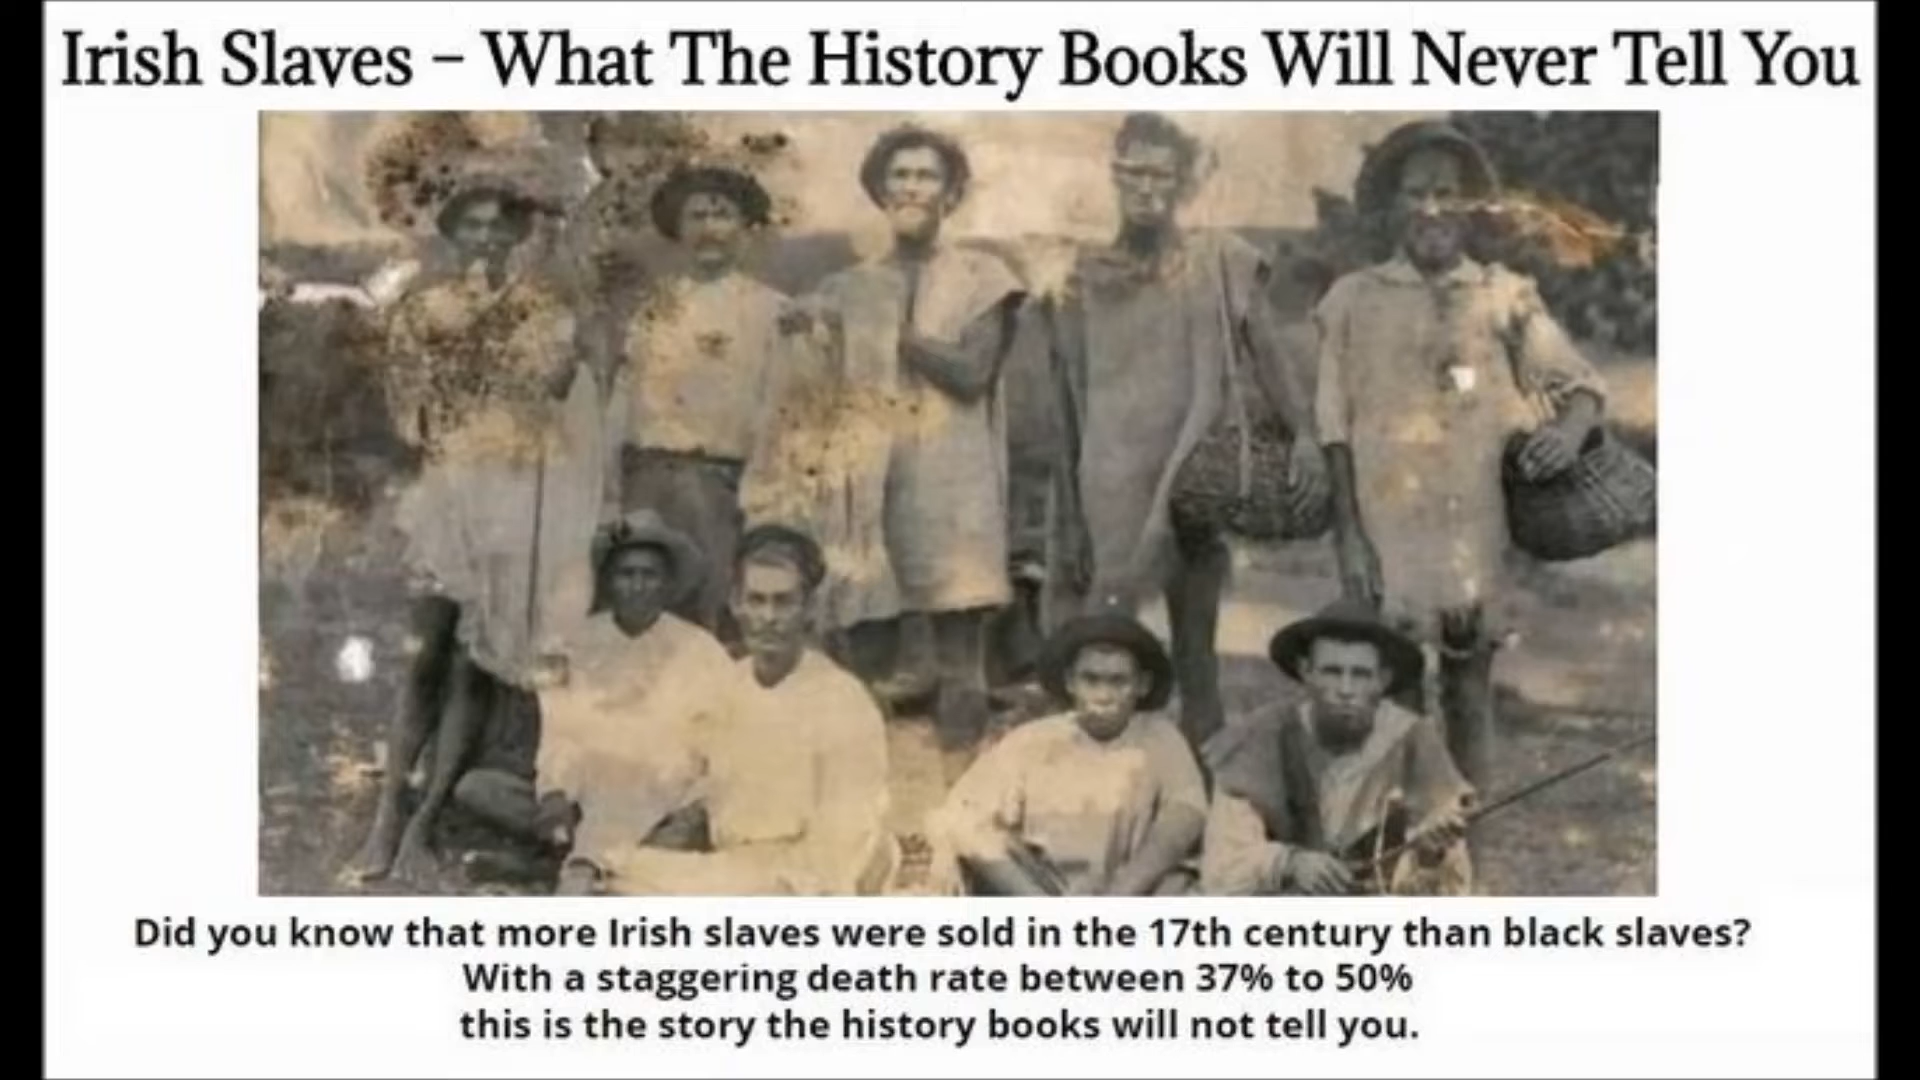 Irish Slaves – What The History Books Will Never Tell You
Did you know that more Irish slaves were sold in the 17th century than black slaves?
With a staggering death rate between 37% to 50%
this is the story the history books will not tell you.